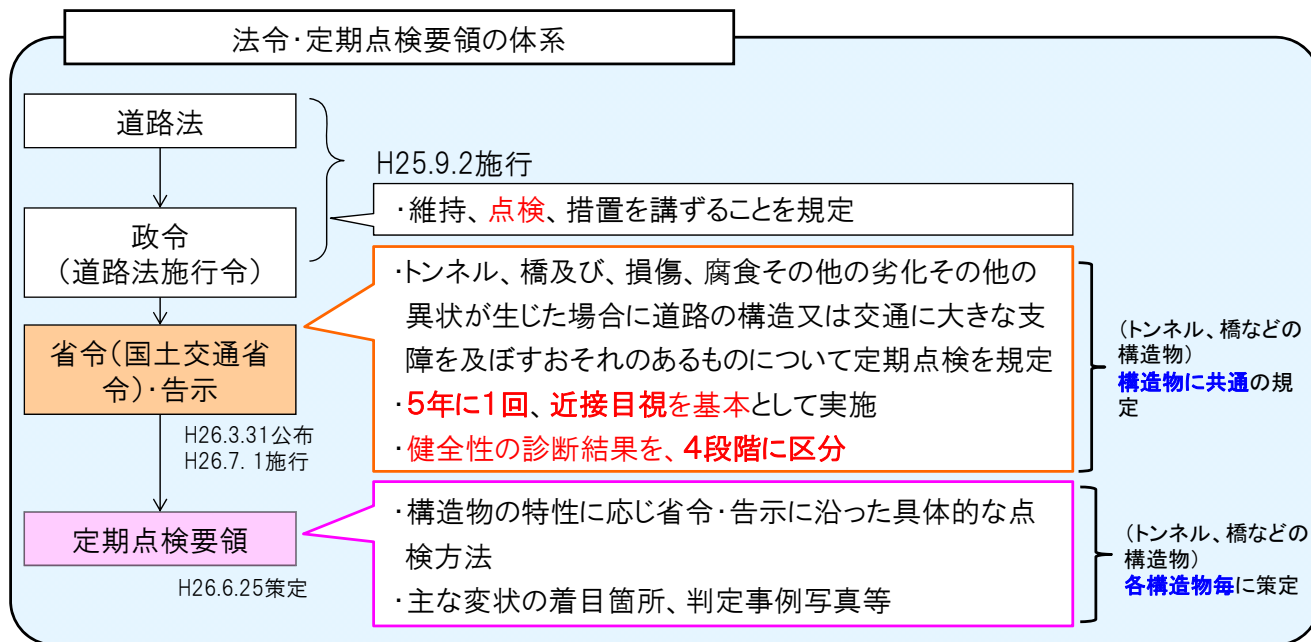 法令・定期点検要領の体系
道路法
H25.9.2施行
・維持、点検、措置を講ずることを規定
政令
(道路法施行令)
・トンネル、橋及び、損傷、腐食その他の劣化その他の
異状が生じた場合に道路の構造又は交通に大きな支
障を及ぼすおそれのあるものについて定期点検を規定
・5年に1回、近接目視を基本として実施
・健全性の診断結果を、4段階に区分
(トンネル、橋などの
構造物)
構造物に共通の規
定
省令(国土交通省
令)・告示
H26.3.31公布
H26.7. 1施行
定期点検要領
H26.6.25策定
・構造物の特性に応じ省令・告示に沿った具体的な点
検方法
・主な変状の着目箇所、判定事例写真等
(トンネル、橋などの
構造物)
各構造物毎に策定